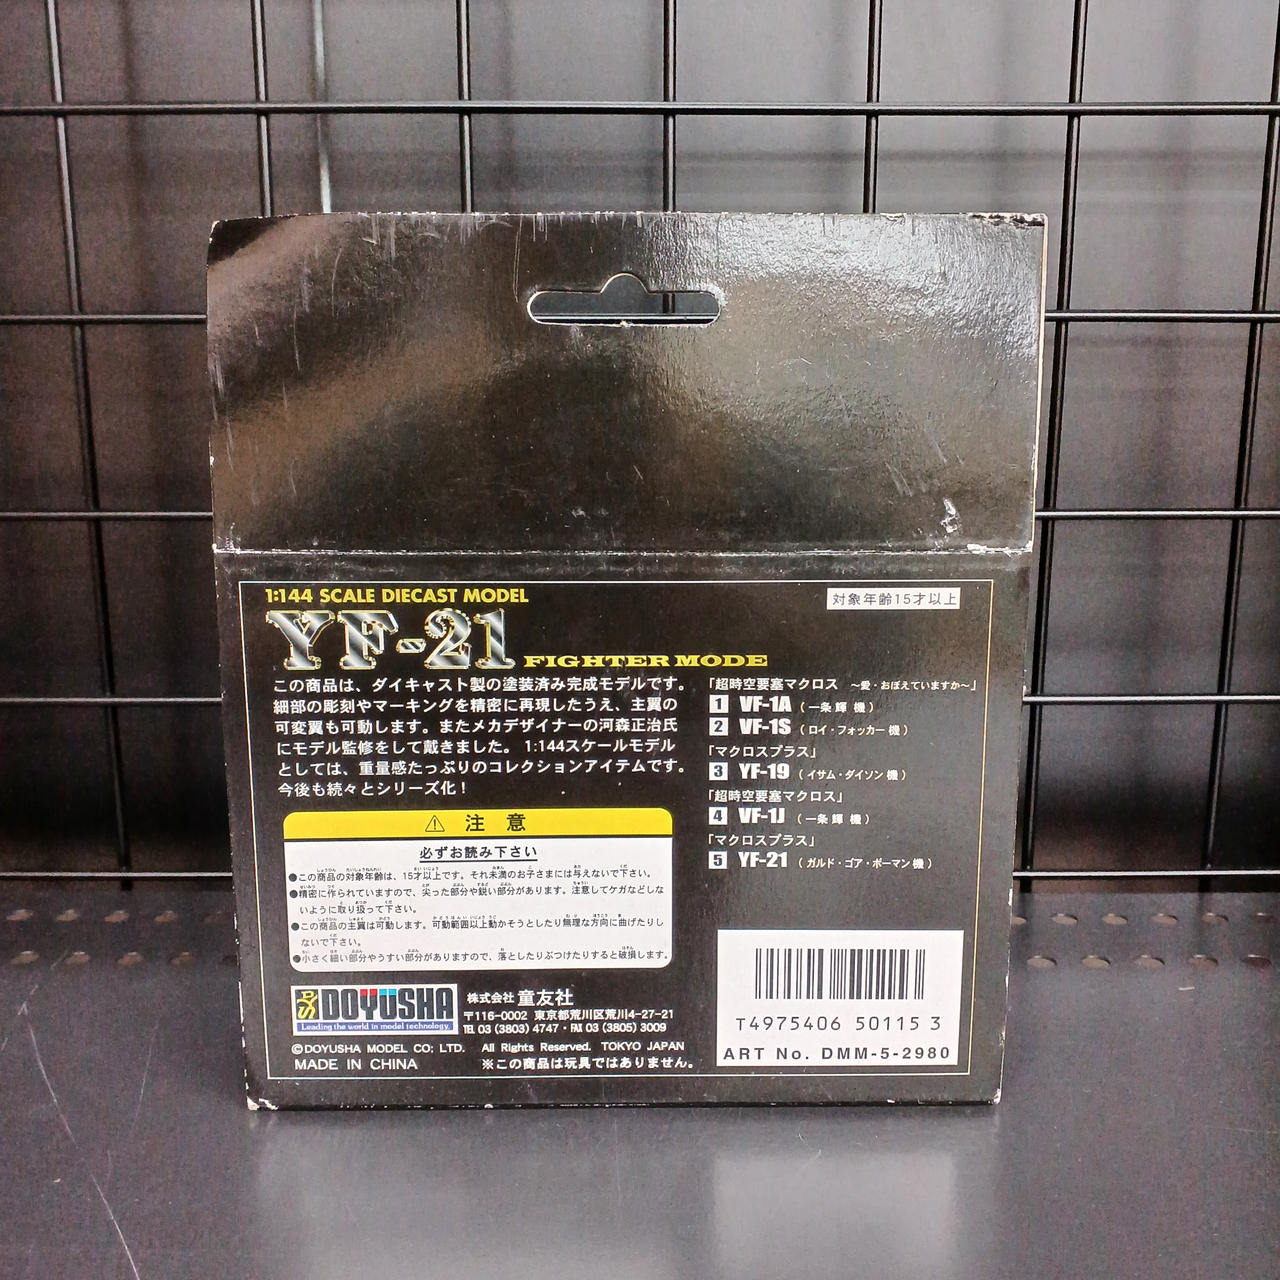 1:144 SCALE DIECAST MODEL
対象年齢15才以上
YF-21 FIGHTER MODE
この商品は、ダイキャスト製の塗装済み完成モデルです。
細部の彫刻やマーキングを精密に再現したうえ、主翼の
可変翼も可動します。またメカデザイナーの河森正治氏
にモデル監修をして戴きました。1:144スケールモデル
としては、重量感たっぷりのコレクションアイテムです。
今後も続々とシリーズ化！
「超時空要塞マクロス ～愛・おぼえていますか～」
1 VF-1A (一条 輝 機)
2 VF-1S (ロイ・フォッカー 機)
「マクロスプラス」
3 YF-19 (イサム・ダイソン 機)
「超時空要塞マクロス」
4 VF-1J (一条 輝 機)
「マクロスプラス」
5 YF-21 (ガルド・ゴア・ボーマン 機)
⚠ 注 意
必ずお読み下さい
●この商品の対象年齢は、15才以上です。それ未満のお子さまには与えないで下さい。
●精密に作られていますので、尖った部分や鋭い部分があります。注意してケガなどしな
いように取り扱って下さい。
●この商品の主翼は可動します。可動範囲以上動かそうとしたり無理な方向に曲げたりし
ないで下さい。
●小さく細い部分やうすい部分がありますので、落としたりぶつけたりすると破損します。
DOYUSHA
Leading the world in model technology.
株式会社 童友社
〒116-0002 東京都荒川区荒川4-27-21
TEL 03 (3803) 4747・FAX 03 (3805) 3009
©DOYUSHA MODEL CO; LTD. All Rights Reserved. TOKYO JAPAN
MADE IN CHINA ※この商品は玩具ではありません。
T4975406 50115 3
ART No. DMM-5-2980